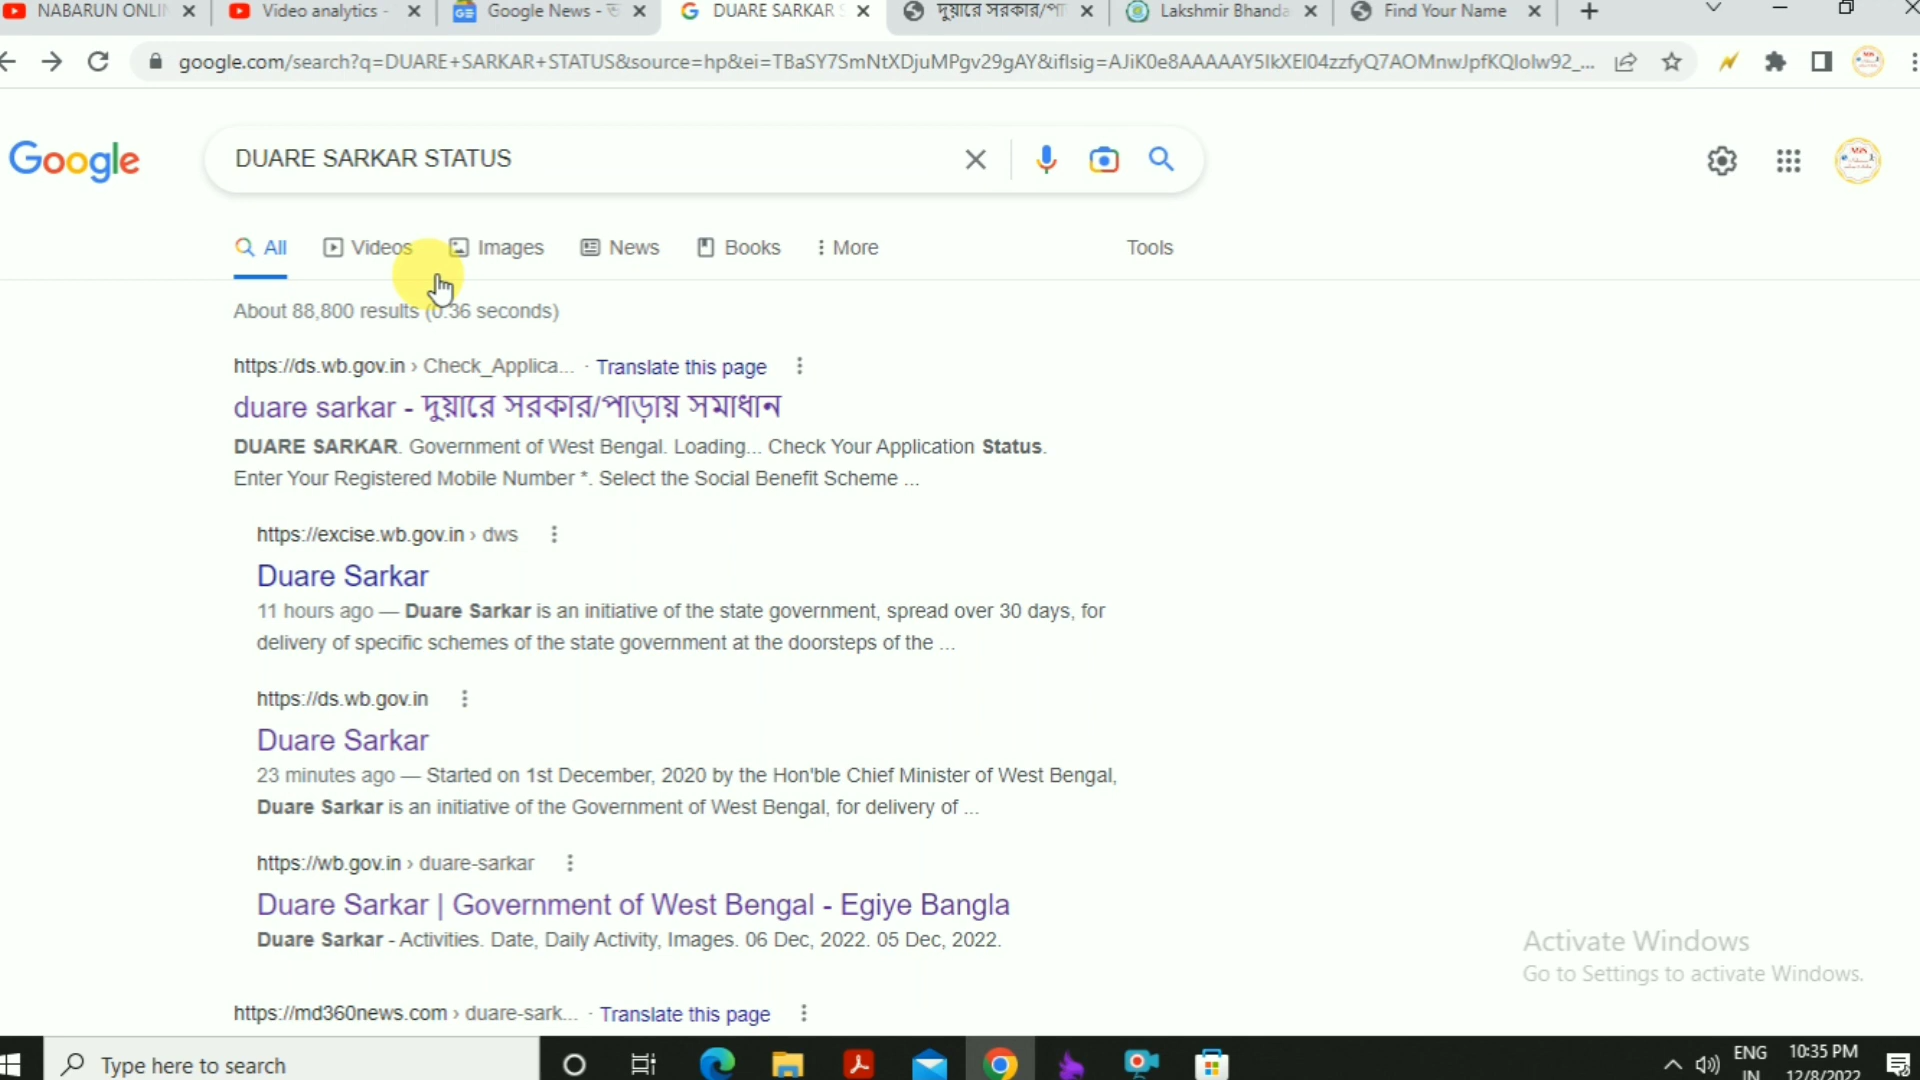 NABARUN ONLI
Video analytics -
Google News -
DUARE SARKAR
দুয়ারে সরকার/পা
Lakshmir Bhanda
Find Your Name
google.com/search?q=DUARE+SARKAR+STATUS&source=hp&ei=TBaSY7SmNtXDjuMPgv29gAY&iflsig=AJiK0e8AAAAAY5IkXEI04zzfyQ7AOMnwJpfKQlolw92_...
Google
DUARE SARKAR STATUS
All
Videos
Images
News
Books
More
Tools
About 88,800 results (0.36 seconds)
https://ds.wb.gov.in › Check_Applica... · Translate this page
duare sarkar - দুয়ারে সরকার/পাড়ায় সমাধান
DUARE SARKAR. Government of West Bengal. Loading... Check Your Application Status.
Enter Your Registered Mobile Number *. Select the Social Benefit Scheme ...
https://excise.wb.gov.in › dws
Duare Sarkar
11 hours ago — Duare Sarkar is an initiative of the state government, spread over 30 days, for
delivery of specific schemes of the state government at the doorsteps of the ...
https://ds.wb.gov.in
Duare Sarkar
23 minutes ago — Started on 1st December, 2020 by the Hon'ble Chief Minister of West Bengal,
Duare Sarkar is an initiative of the Government of West Bengal, for delivery of ...
https://wb.gov.in › duare-sarkar
Duare Sarkar | Government of West Bengal - Egiye Bangla
Duare Sarkar - Activities. Date, Daily Activity, Images. 06 Dec, 2022. 05 Dec, 2022.
Activate Windows
Go to Settings to activate Windows.
https://md360news.com › duare-sark... · Translate this page
Type here to search
ENG
IN
10:35 PM
12/8/2022